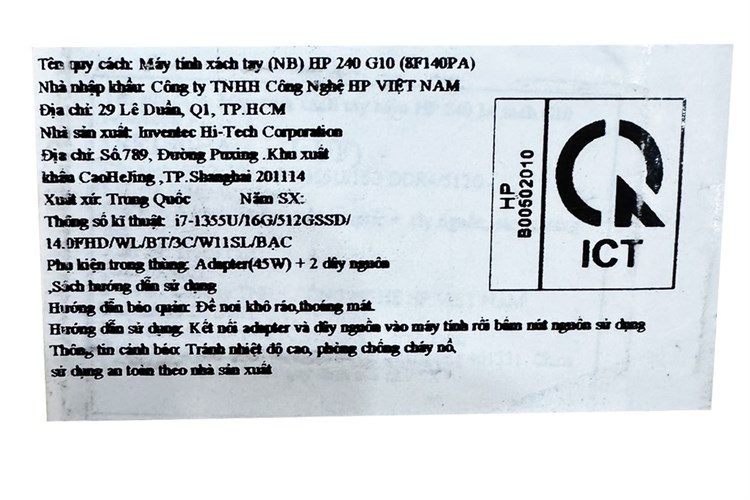 Tên quy cách: Máy tính xách tay (NB) HP 240 G10 (8F140PA)
Nhà nhập khẩu: Công ty TNHH Công Nghệ HP VIỆT NAM
Địa chỉ: 29 Lê Duẩn, Q1, TP.HCM
Nhà sản xuất: Inventec Hi-Tech Corporation
Địa chỉ: Số.789, Đường Puxing .Khu xuất
khẩu CaoHeJing ,TP.Shanghai 201114
Xuất xứ: Trung Quốc Năm SX:
Thông số kĩ thuật: i7-1355U/16G/512GSSD/
14.0FHD/WL/BT/3C/W11SL/BẠC
Phụ kiện trong thùng: Adapter(45W) + 2 dây nguồn
,Sách hướng dẫn sử dụng
Hướng dẫn bảo quản: Để nơi khô ráo,thoáng mát.
Hướng dẫn sử dụng: Kết nối adapter và dây nguồn vào máy tính rồi bấm nút nguồn sử dụng
Thông tin cảnh báo: Tránh nhiệt độ cao, phòng chống cháy nổ,
sử dụng an toàn theo nhà sản xuất
HP
B00502010
ICT